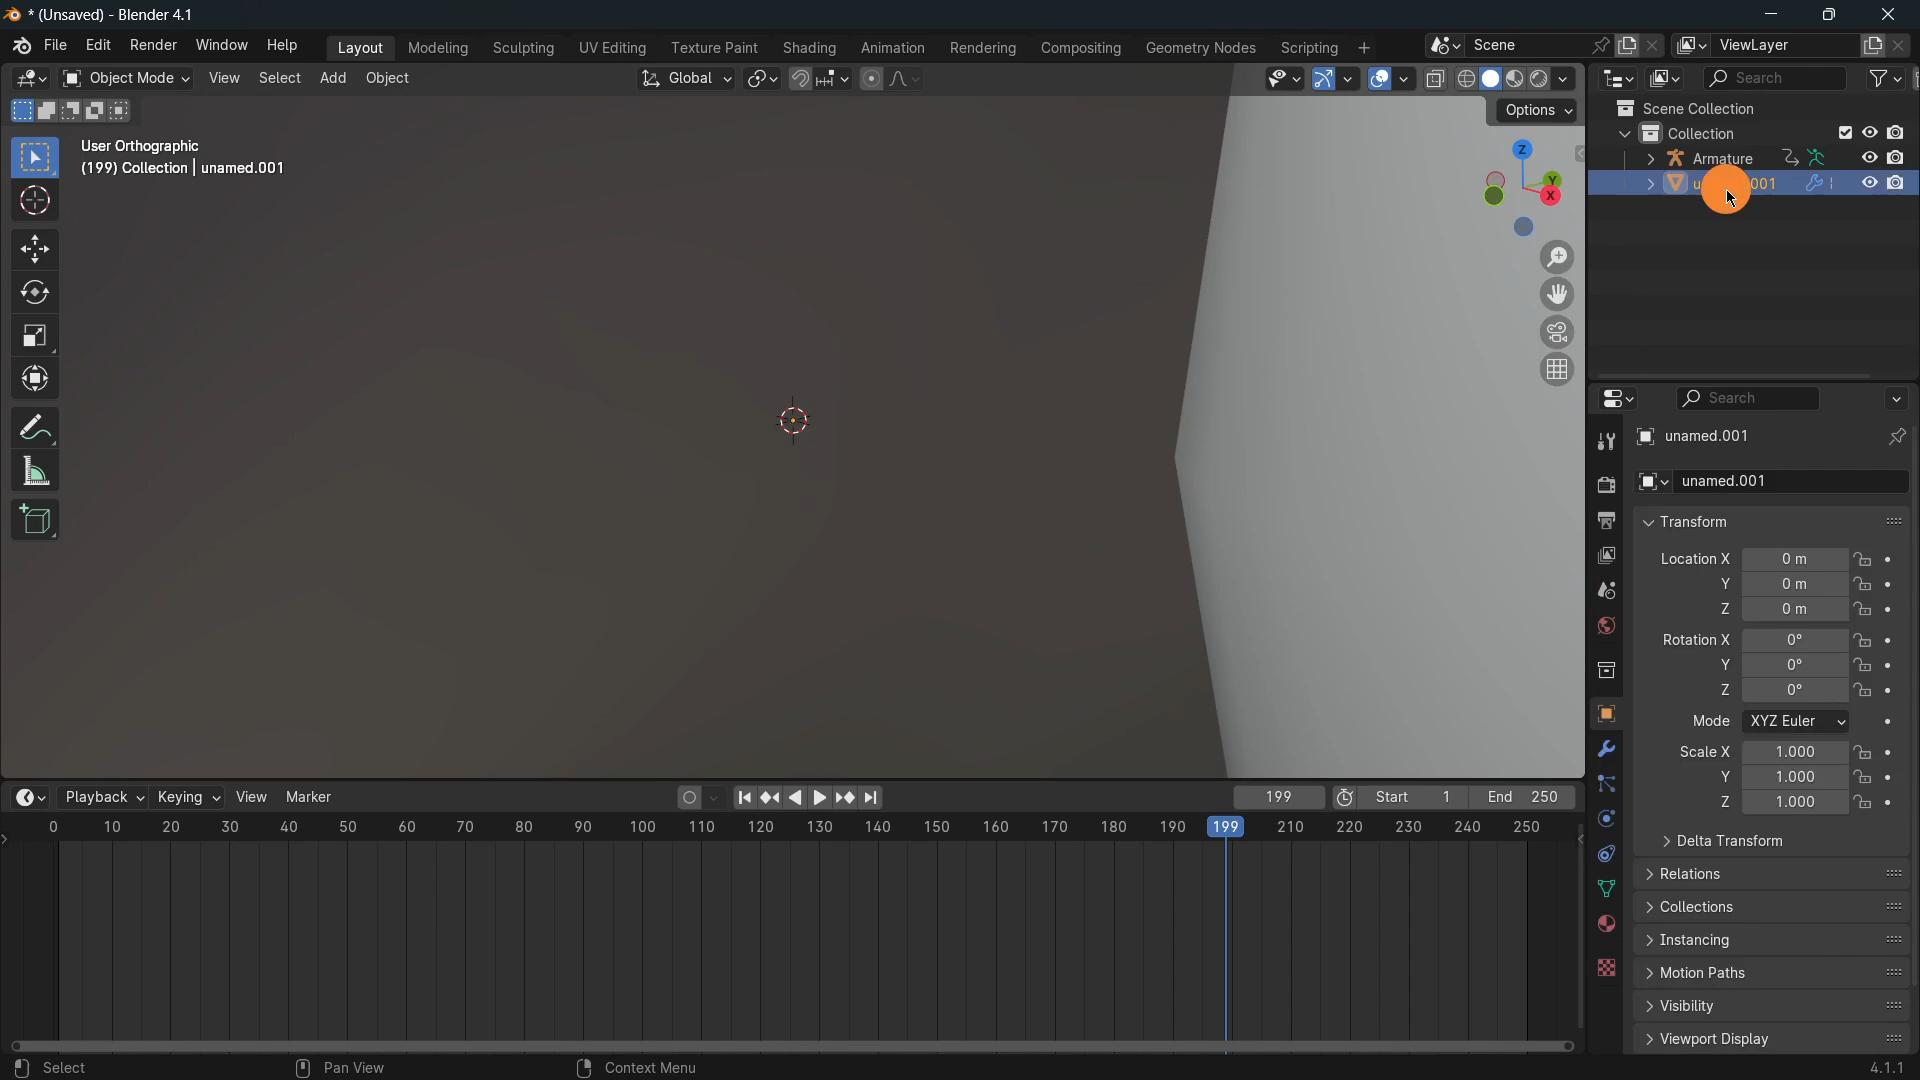 * (Unsaved) - Blender 4.1
File Edit Render Window Help Layout Modeling Sculpting UV Editing Texture Paint Shading Animation Rendering Compositing Geometry Nodes Scripting + Scene ViewLayer
Object Mode View Select Add Object Global Search
Options
Scene Collection
Collection
User Orthographic
(199) Collection | unamed.001
Armature
001
Z
Y
X
Search
unamed.001
unamed.001
Transform
Location X 0 m
Y 0 m
Z 0 m
Rotation X 0°
Y 0°
Z 0°
Mode XYZ Euler
Scale X 1.000
Y 1.000
Z 1.000
Delta Transform
Relations
Collections
Instancing
Motion Paths
Visibility
Viewport Display
Playback Keying View Marker 199 Start 1 End 250
0 10 20 30 40 50 60 70 80 90 100 110 120 130 140 150 160 170 180 190 199 210 220 230 240 250
Select Pan View Context Menu 4.1.1